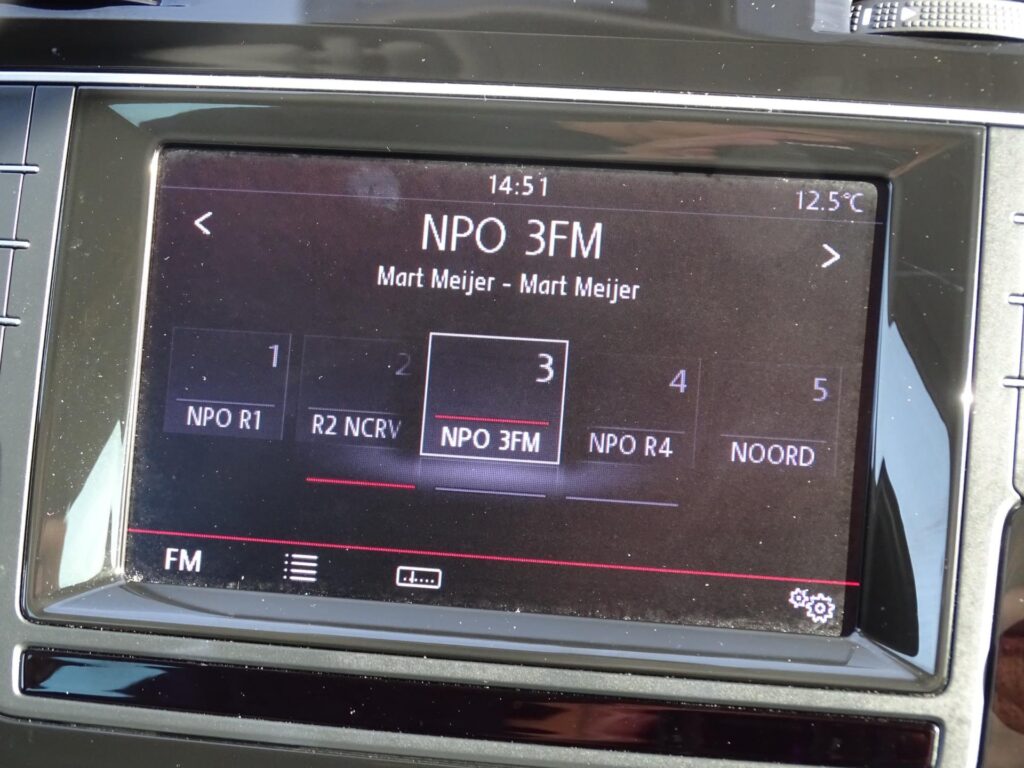 14:51
12.5°C
NPO 3FM
Mart Meijer - Mart Meijer
1
NPO R1
2
R2 NCRV
3
NPO 3FM
4
NPO R4
5
NOORD
FM